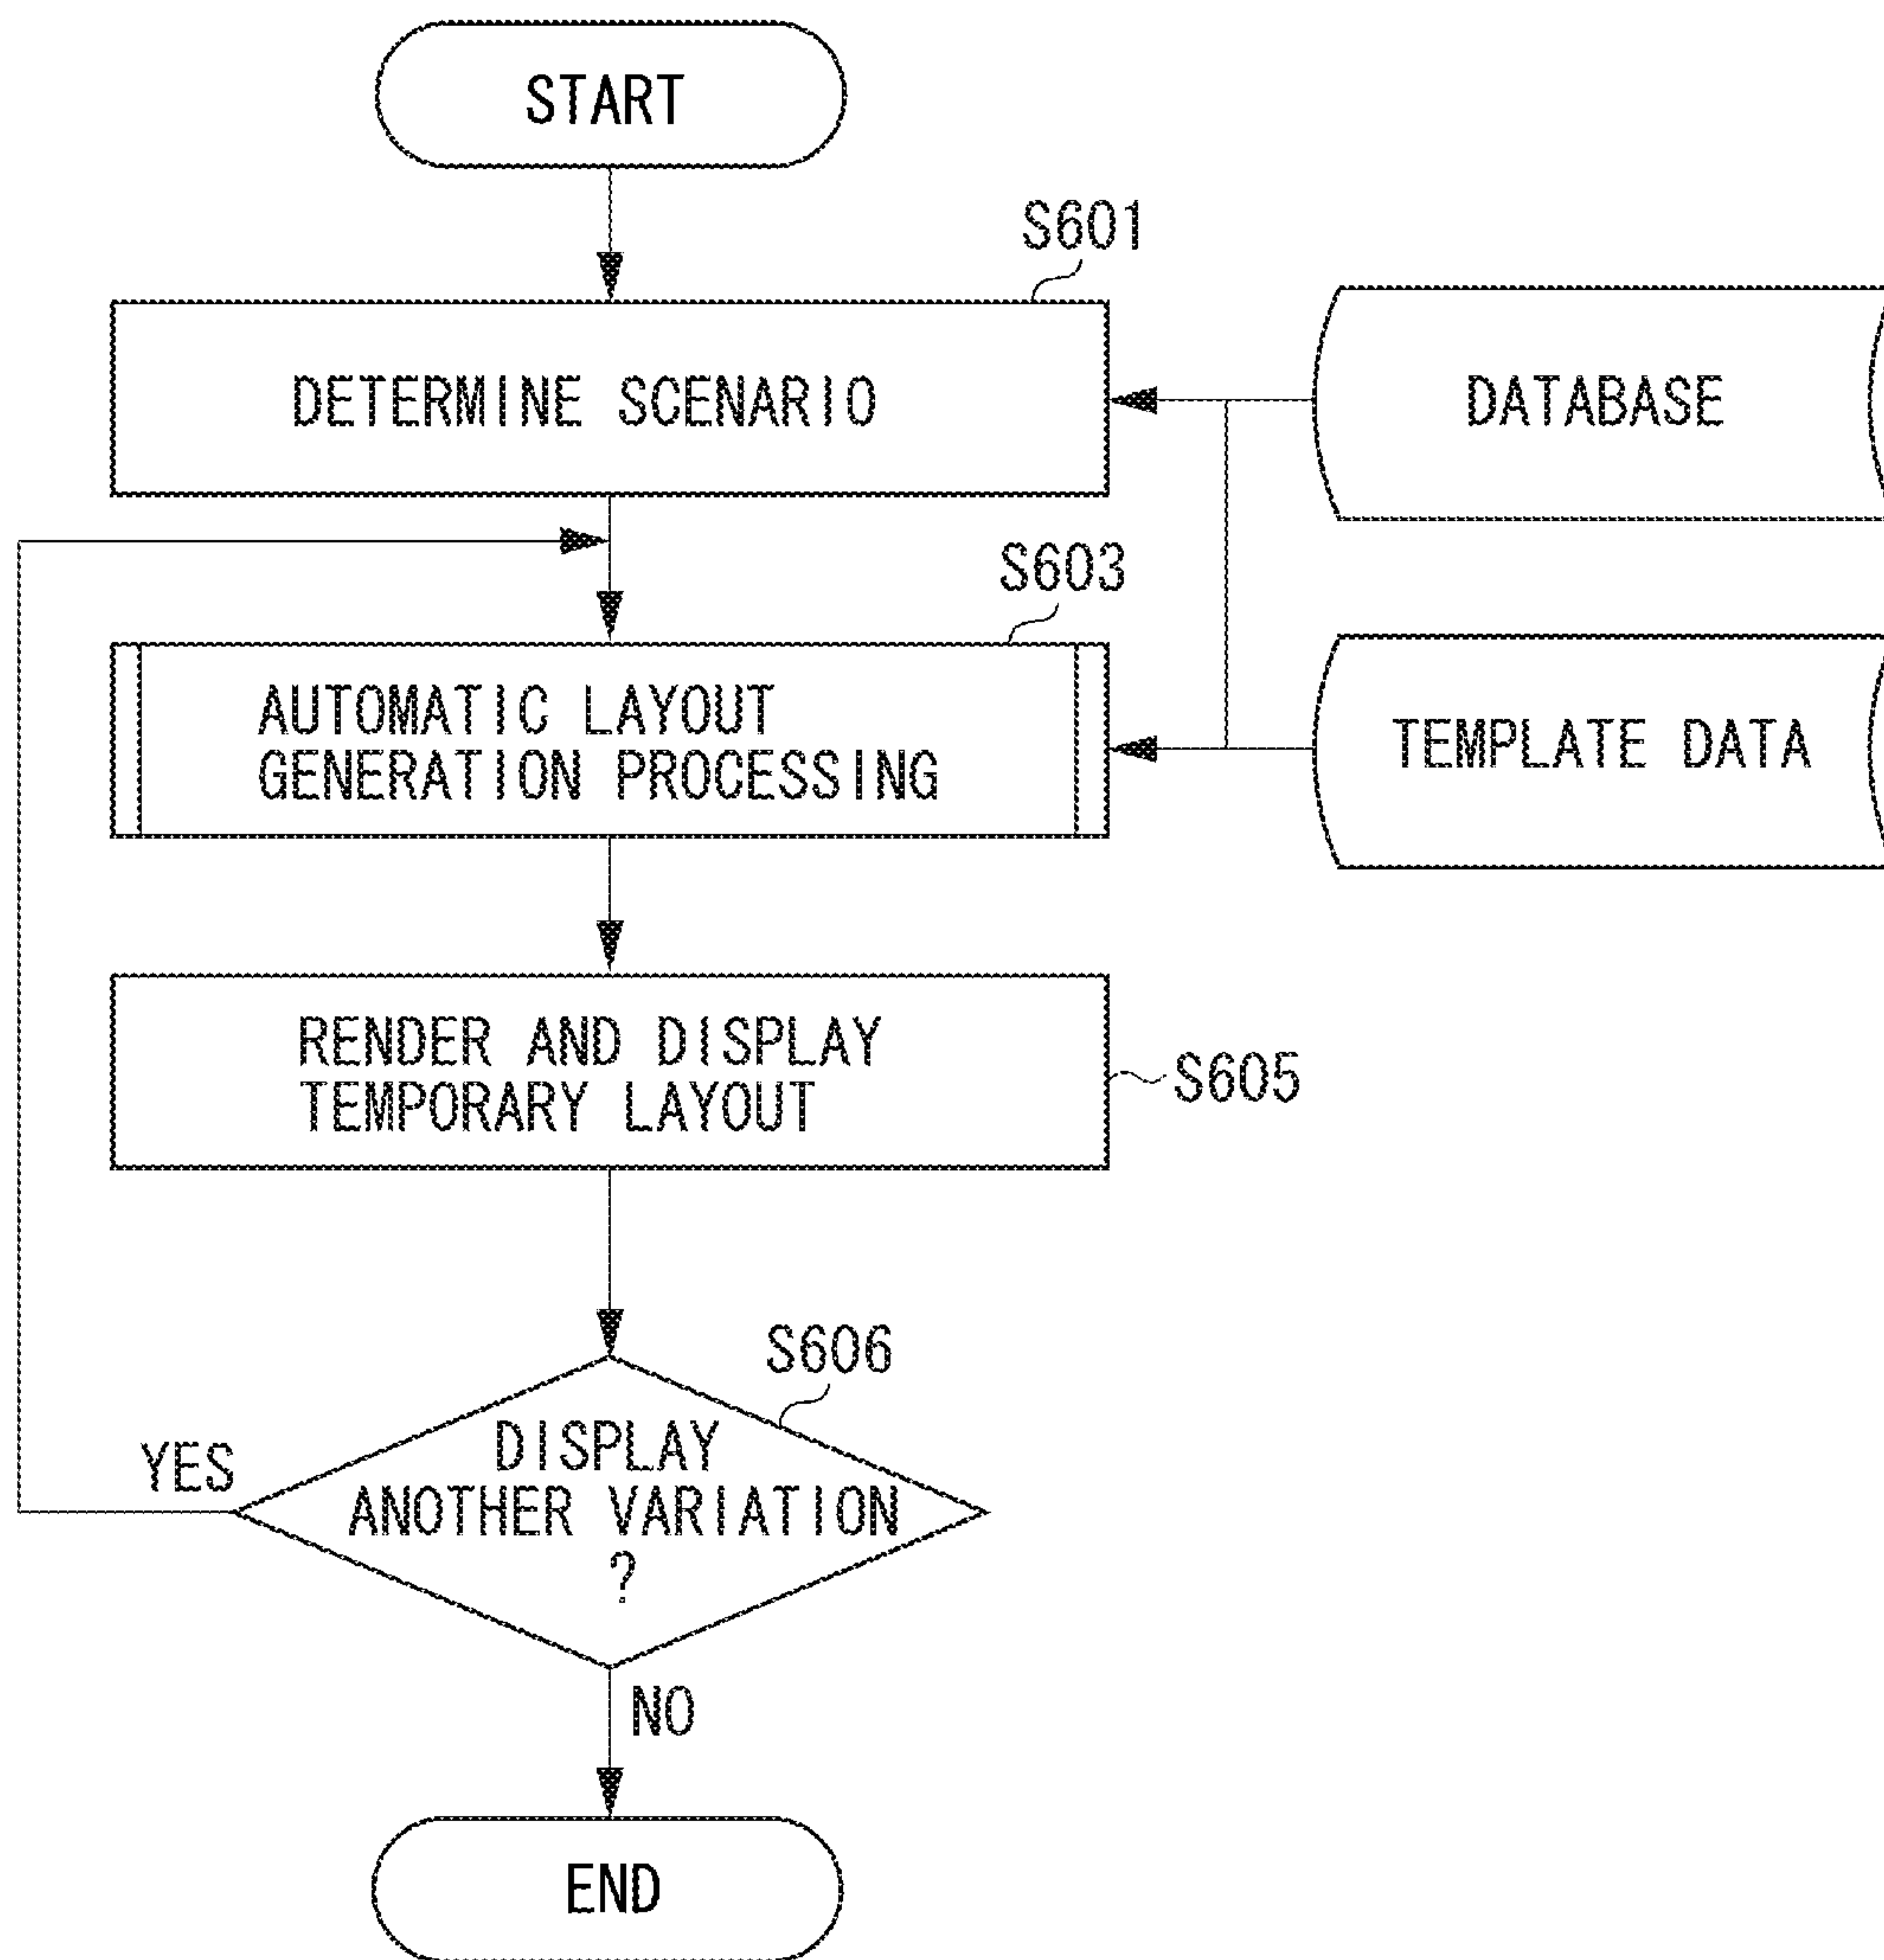 START
S601
DETERMINE SCENARIO
DATABASE
S603
AUTOMATIC LAYOUT
GENERATION PROCESSING
TEMPLATE DATA
RENDER AND DISPLAY
TEMPORARY LAYOUT
S605
S606
DISPLAY
ANOTHER VARIATION
?
YES
NO
END